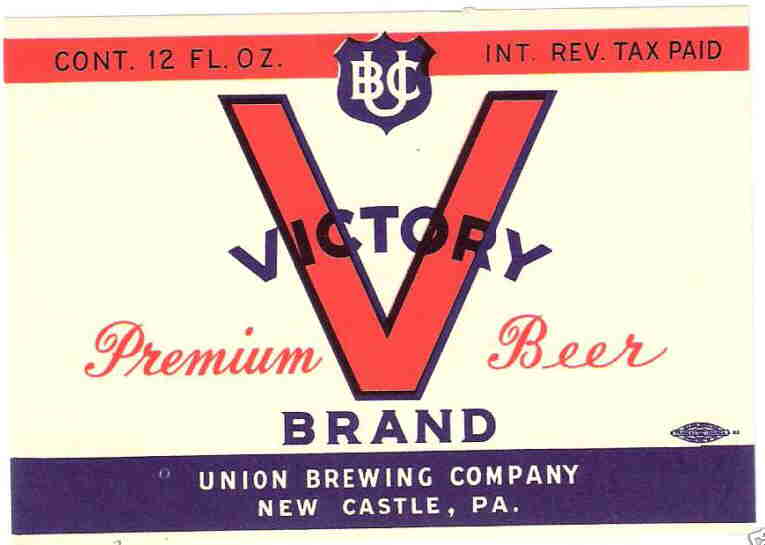 CONT. 12 FL. OZ.
INT. REV. TAX PAID
UBC
V
VICTORY
Premium Beer
BRAND
UNION BREWING COMPANY
NEW CASTLE, PA.